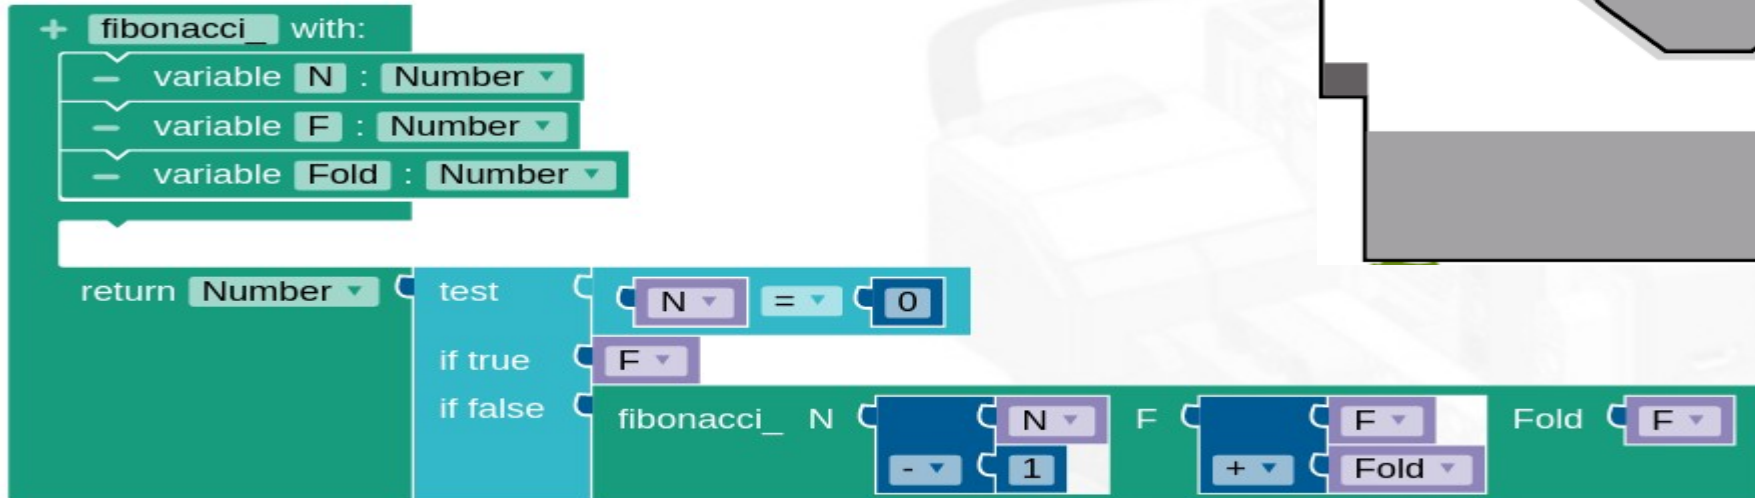 + fibonacci_ with:
– variable N : Number
– variable F : Number
– variable Fold : Number
return Number test N = 0
if true F
if false fibonacci_ N N F F Fold F
- 1 + Fold